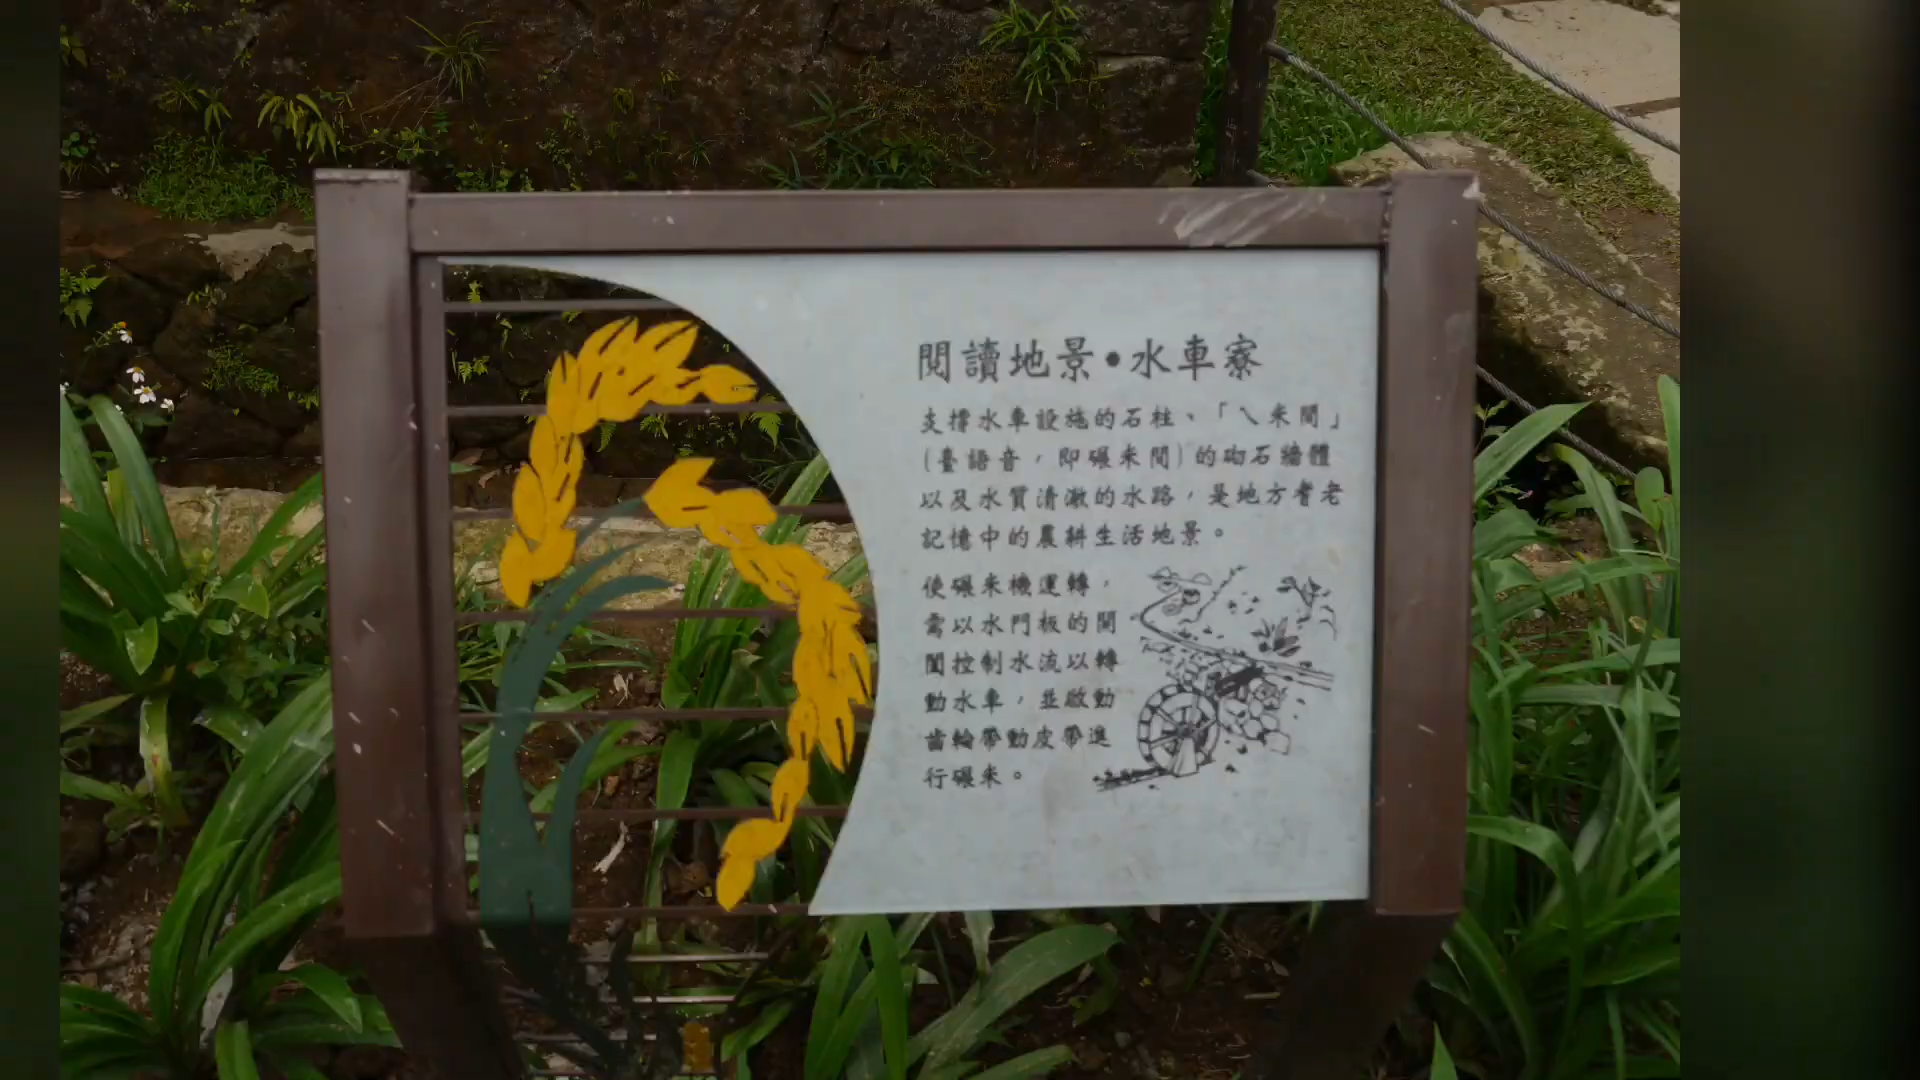 閱讀地景•水車寮
支撐水車設施的石柱、「ㄟ米間」
(臺語音,即碾米間)的砌石牆體
以及水質清澈的水路,是地方耆老
記憶中的農耕生活地景。
使碾米機運轉,
需以水門板的開
闔控制水流以轉
動水車,並啟動
齒輪帶動皮帶進
行碾米。